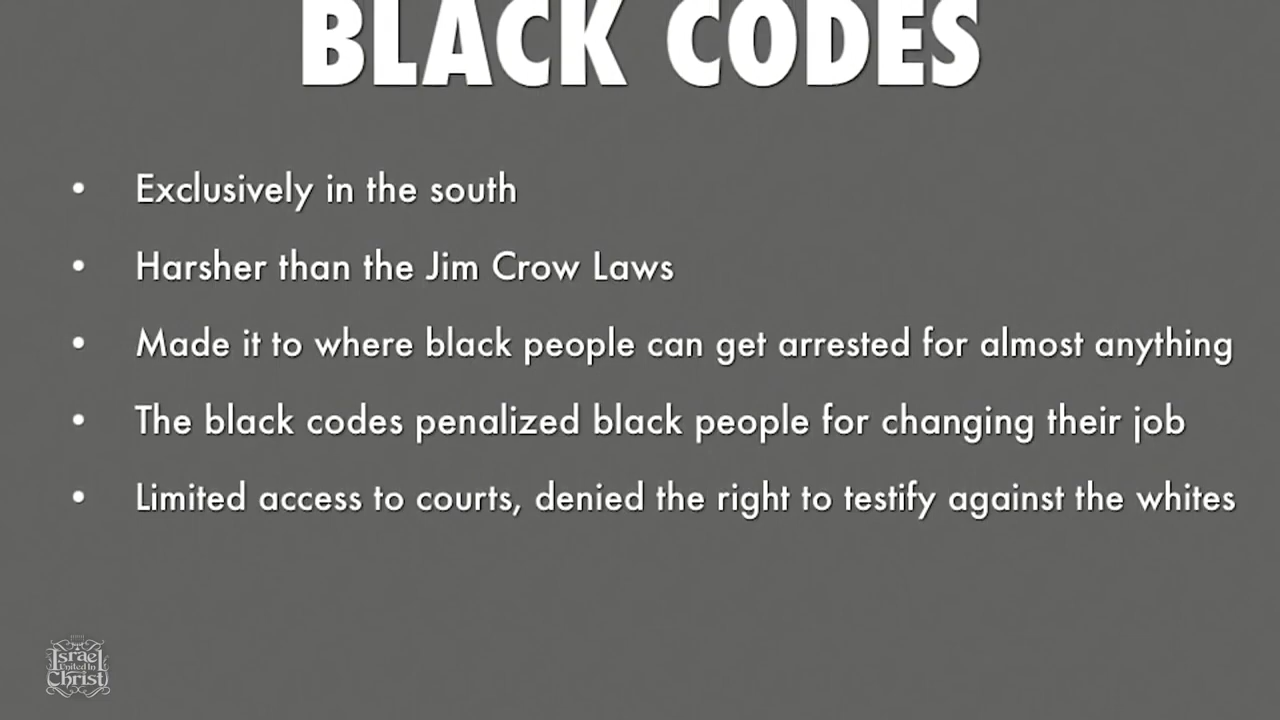 BLACK CODES
• Exclusively in the south
• Harsher than the Jim Crow Laws
• Made it to where black people can get arrested for almost anything
• The black codes penalized black people for changing their job
• Limited access to courts, denied the right to testify against the whites
Israel
United In
Christ